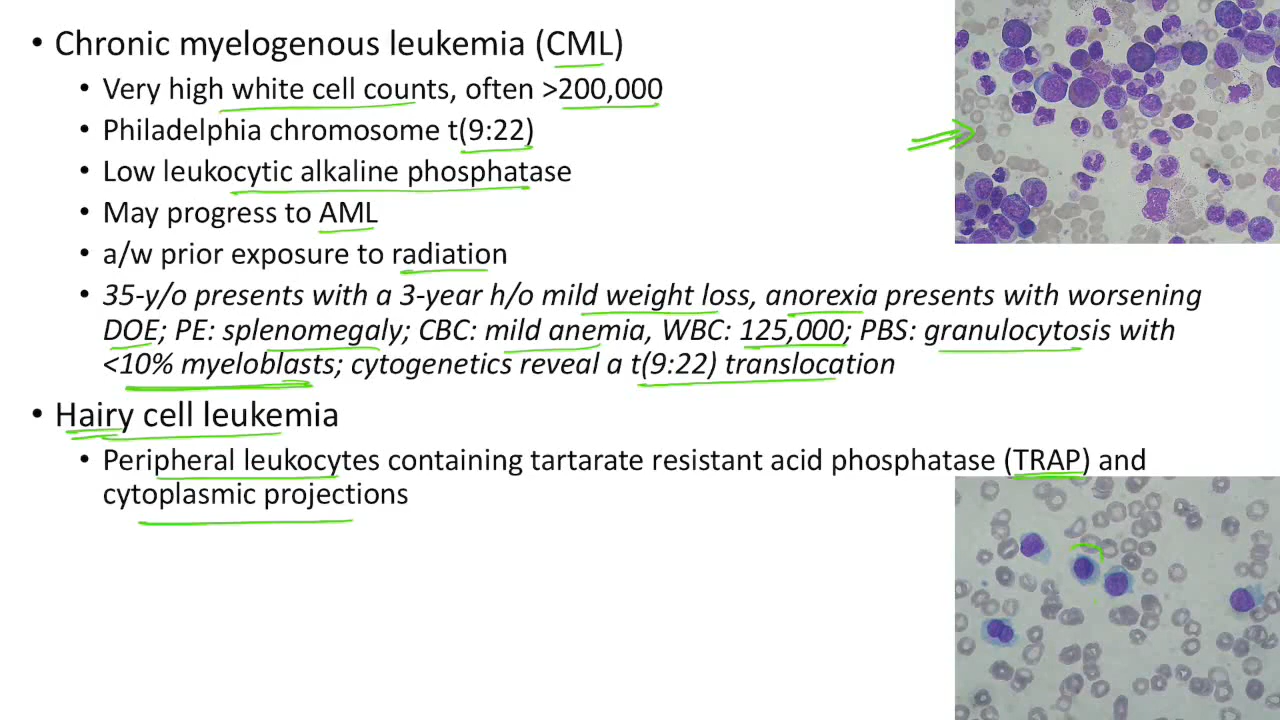 • Chronic myelogenous leukemia (CML)
• Very high white cell counts, often >200,000
• Philadelphia chromosome t(9:22)
• Low leukocytic alkaline phosphatase
• May progress to AML
• a/w prior exposure to radiation
• 35-y/o presents with a 3-year h/o mild weight loss, anorexia presents with worsening
DOE; PE: splenomegaly; CBC: mild anemia, WBC: 125,000; PBS: granulocytosis with
<10% myeloblasts; cytogenetics reveal a t(9:22) translocation
• Hairy cell leukemia
• Peripheral leukocytes containing tartarate resistant acid phosphatase (TRAP) and
cytoplasmic projections